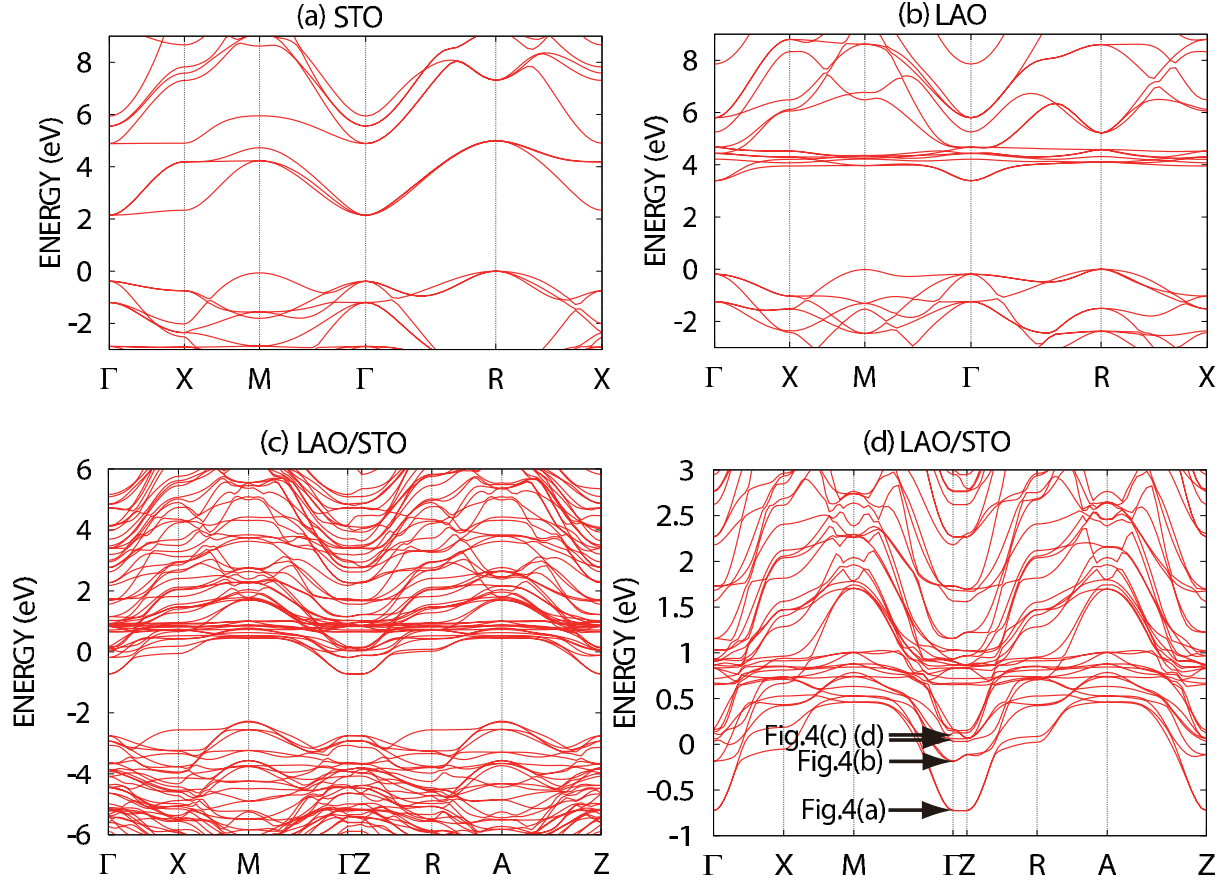 (a) STO
ENERGY (eV)
8
6
4
2
0
-2
Γ X M Γ R X
(b) LAO
ENERGY (eV)
8
6
4
2
0
-2
Γ X M Γ R X
(c) LAO/STO
ENERGY (eV)
6
4
2
0
-2
-4
-6
Γ X M Γ Z R A Z
(d) LAO/STO
ENERGY (eV)
3
2.5
2
1.5
1
0.5
0
-0.5
-1
Fig.4(c) (d)
Fig.4(b)
Fig.4(a)
Γ X M Γ Z R A Z